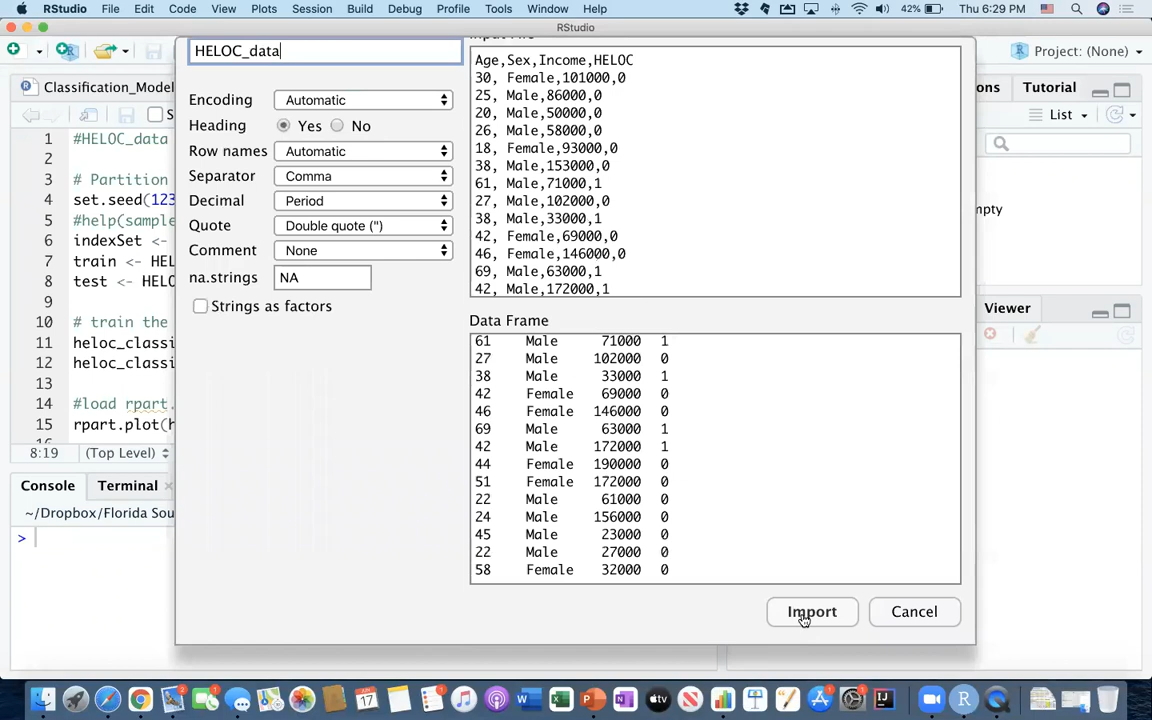 RStudio File Edit Code View Plots Session Build Debug Profile Tools Window Help 42% Thu 6:29 PM
RStudio
Project: (None)
HELOC_data
Encoding Automatic
Heading Yes No
Row names Automatic
Separator Comma
Decimal Period
Quote Double quote (")
Comment None
na.strings NA
Strings as factors
Age,Sex,Income,HELOC
30, Female,101000,0
25, Male,86000,0
20, Male,50000,0
26, Male,58000,0
18, Female,93000,0
38, Male,153000,0
61, Male,71000,1
27, Male,102000,0
38, Male,33000,1
42, Female,69000,0
46, Female,146000,0
69, Male,63000,1
42, Male,172000,1
Data Frame
61 Male 71000 1
27 Male 102000 0
38 Male 33000 1
42 Female 69000 0
46 Female 146000 0
69 Male 63000 1
42 Male 172000 1
44 Female 190000 0
51 Female 172000 0
22 Male 61000 0
24 Male 156000 0
45 Male 23000 0
22 Male 27000 0
58 Female 32000 0
Import Cancel
Classification_Model
1 #HELOC_data
2
3 # Partition
4 set.seed(123
5 #help(sample
6 indexSet <-
7 train <- HEL
8 test <- HELO
9
10 # train the
11 heloc_classi
12 heloc_classi
13
14 #load rpart.
15 rpart.plot(h
8:19 (Top Level)
Console Terminal
~/Dropbox/Florida Sou
>
ons Tutorial
List
mpty
Viewer
JUN
17